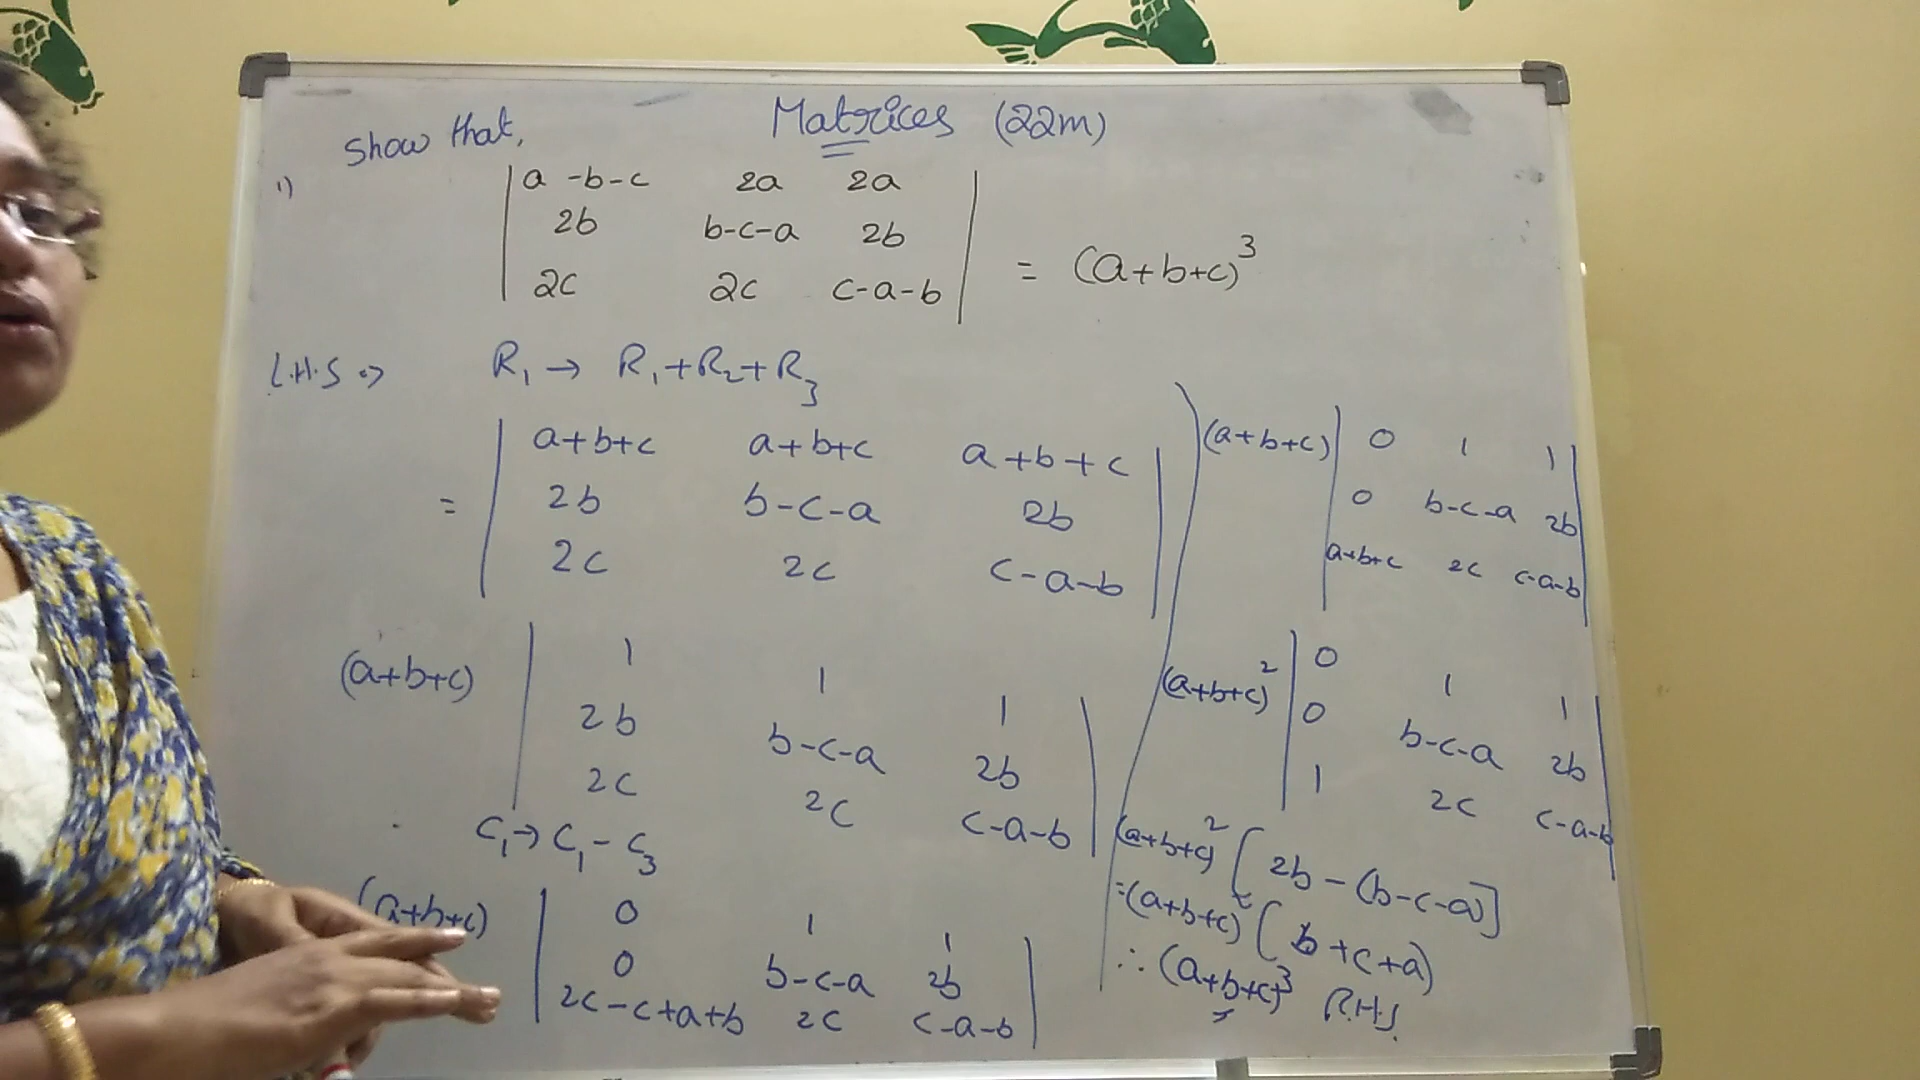 Matrices (22m)
Show that,
1) | a -b-c 2a 2a |
| 2b b-c-a 2b | = (a+b+c)³
| 2c 2c c-a-b |
L.H.S => R₁ → R₁+R₂+R₃
| a+b+c a+b+c a+b+c |
= | 2b b-c-a 2b |
| 2c 2c c-a-b |
(a+b+c) | 1 1 1 |
| 2b b-c-a 2b |
| 2c 2c c-a-b |
C₁ → C₁ - C₃
(a+b+c) | 0 1 1 |
| 0 b-c-a 2b |
| 2c-c+a+b 2c c-a-b |
(a+b+c) | 0 1 1 |
| 0 b-c-a 2b |
| a+b+c 2c c-a-b |
(a+b+c)² | 0 1 1 |
| 0 b-c-a 2b |
| 1 2c c-a-b |
(a+b+c)² [2b - (b-c-a)]
=(a+b+c)² (b+c+a)
∴ (a+b+c)³ R.H.S.